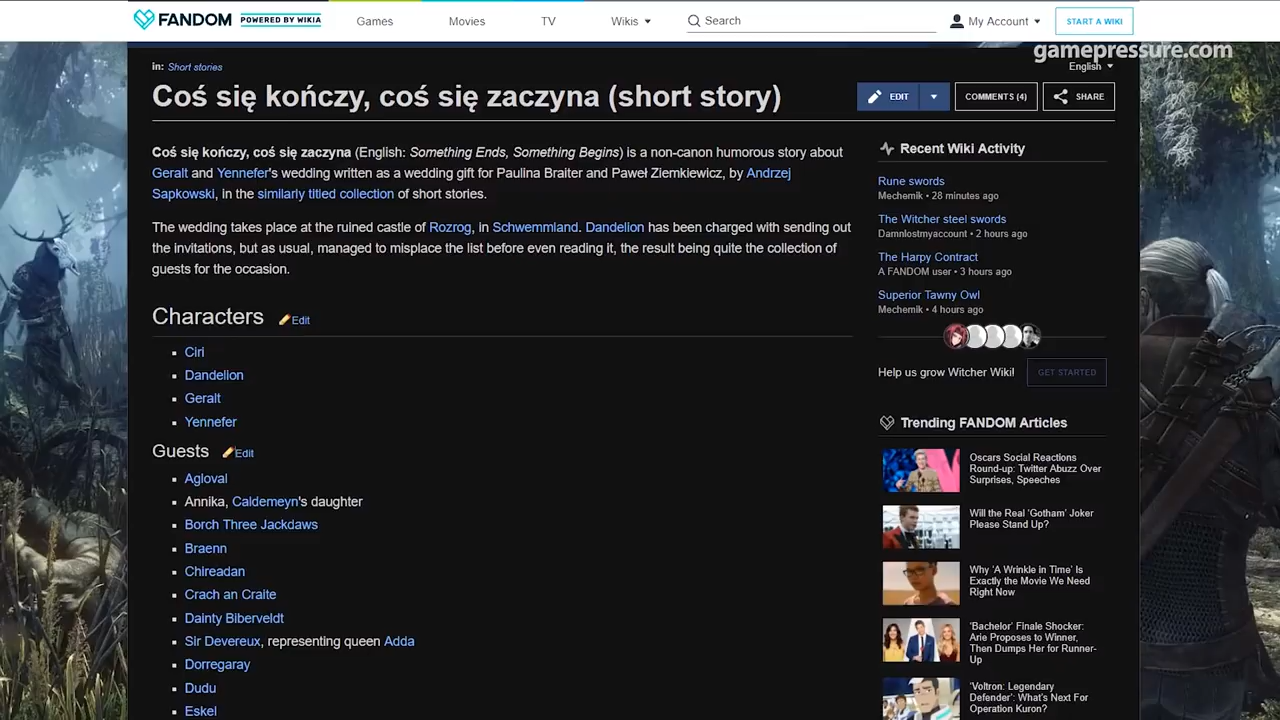 FANDOM POWERED BY WIKIA Games Movies TV Wikis Search My Account START A WIKI
gamepressure.com
in: Short stories
English
Coś się kończy, coś się zaczyna (short story)
EDIT
COMMENTS (4)
SHARE
Coś się kończy, coś się zaczyna (English: Something Ends, Something Begins) is a non-canon humorous story about
Geralt and Yennefer's wedding written as a wedding gift for Paulina Braiter and Paweł Ziemkiewicz, by Andrzej
Sapkowski, in the similarly titled collection of short stories.
The wedding takes place at the ruined castle of Rozrog, in Schwemmland. Dandelion has been charged with sending out
the invitations, but as usual, managed to misplace the list before even reading it, the result being quite the collection of
guests for the occasion.
Characters Edit
Ciri
Dandelion
Geralt
Yennefer
Guests Edit
Agloval
Annika, Caldemeyn's daughter
Borch Three Jackdaws
Braenn
Chireadan
Crach an Craite
Dainty Biberveldt
Sir Devereux, representing queen Adda
Dorregaray
Dudu
Eskel
Recent Wiki Activity
Rune swords
Mechemik • 28 minutes ago
The Witcher steel swords
Damnlostmyaccount • 2 hours ago
The Harpy Contract
A FANDOM user • 3 hours ago
Superior Tawny Owl
Mechemik • 4 hours ago
Help us grow Witcher Wiki!
GET STARTED
Trending FANDOM Articles
Oscars Social Reactions
Round-up: Twitter Abuzz Over
Surprises, Speeches
Will the Real 'Gotham' Joker
Please Stand Up?
Why 'A Wrinkle in Time' Is
Exactly the Movie We Need
Right Now
'Bachelor' Finale Shocker:
Arie Proposes to Winner,
Then Dumps Her for Runner-
Up
'Voltron: Legendary
Defender': What's Next For
Operation Kuron?